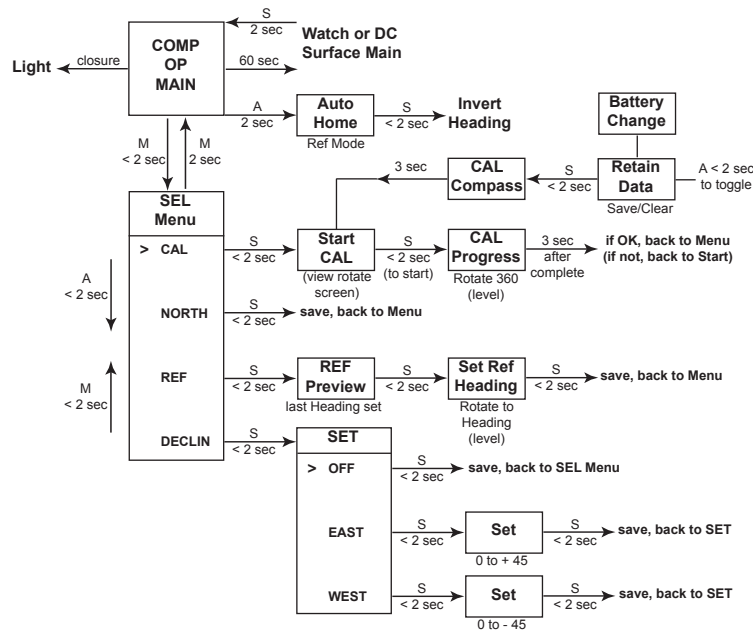 S
2 sec
Watch or DC
Surface Main
COMP
OP
MAIN
Light
closure
60 sec
A
2 sec
Auto
Home
Ref Mode
S
< 2 sec
Invert
Heading
Battery
Change
M
< 2 sec
M
2 sec
3 sec
CAL
Compass
S
< 2 sec
Retain
Data
Save/Clear
A < 2 sec
to toggle
SEL
Menu
> CAL
S
< 2 sec
Start
CAL
(view rotate
screen)
S
< 2 sec
(to start)
CAL
Progress
Rotate 360
(level)
3 sec
after
complete
if OK, back to Menu
(if not, back to Start)
A
< 2 sec
NORTH
S
< 2 sec
save, back to Menu
M
< 2 sec
REF
S
< 2 sec
REF
Preview
last Heading set
S
< 2 sec
Set Ref
Heading
Rotate to
Heading
(level)
S
< 2 sec
save, back to Menu
DECLIN
S
< 2 sec
SET
> OFF
S
< 2 sec
save, back to SEL Menu
EAST
S
< 2 sec
Set
0 to + 45
S
< 2 sec
save, back to SET
WEST
S
< 2 sec
Set
0 to - 45
S
< 2 sec
save, back to SET